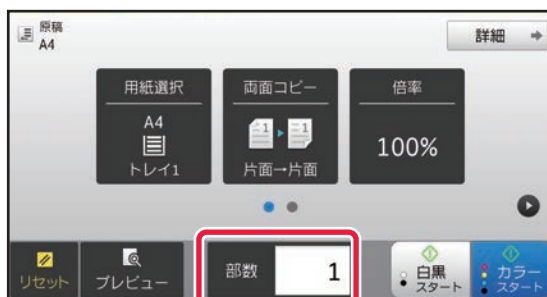 原稿
A4
詳細
用紙選択
A4
トレイ1
両面コピー
1 1
片面→片面
倍率
100%
リセット
プレビュー
部数
1
白黒
スタート
カラー
スタート